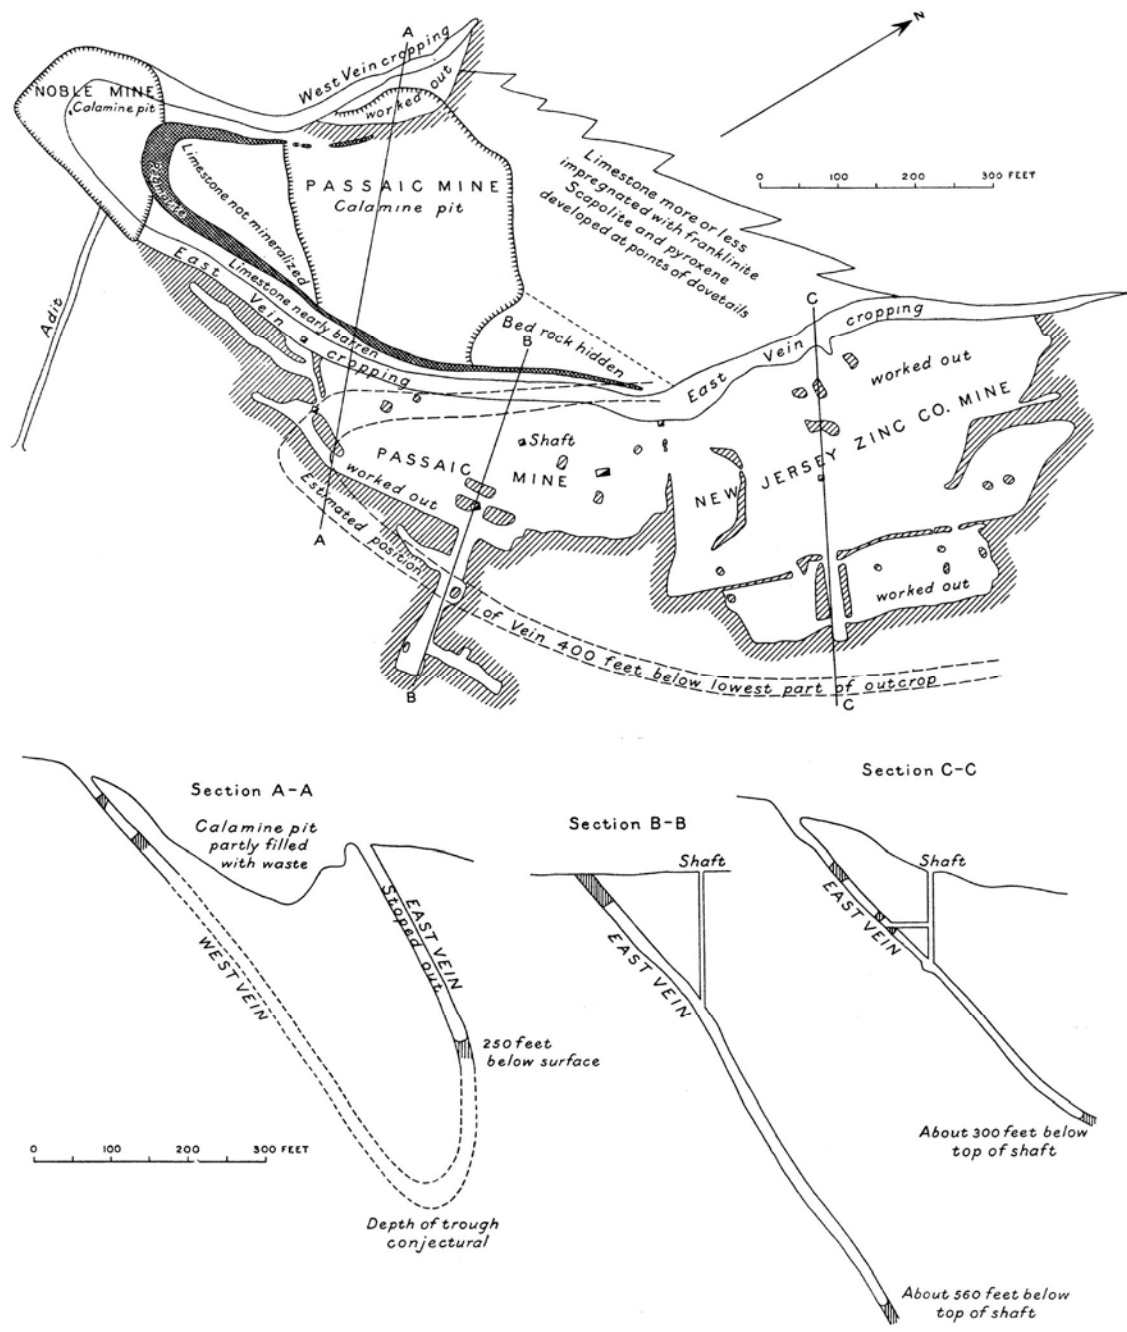 N
A
West Vein cropping
worked out
NOBLE MINE
Calamine pit
Limestone not mineralized
PASSAIC MINE
Calamine pit
Limestone more or less
impregnated with franklinite
Scapolite and pyroxene
developed at points of dovetails
0 100 200 300 FEET
Adit
East Vein cropping
Limestone nearly barren
Bed rock hidden
B
C
East Vein cropping
worked out
Shaft
PASSAIC MINE
worked out
NEW JERSEY ZINC CO. MINE
A
worked out
Estimated position of Vein 400 feet below lowest part of outcrop
B
C
Section A-A
Calamine pit
partly filled
with waste
WEST VEIN
EAST VEIN
Stoped out
250 feet
below surface
0 100 200 300 FEET
Depth of trough
conjectural
Section B-B
Shaft
EAST VEIN
About 560 feet below
top of shaft
Section C-C
Shaft
EAST VEIN
About 300 feet below
top of shaft